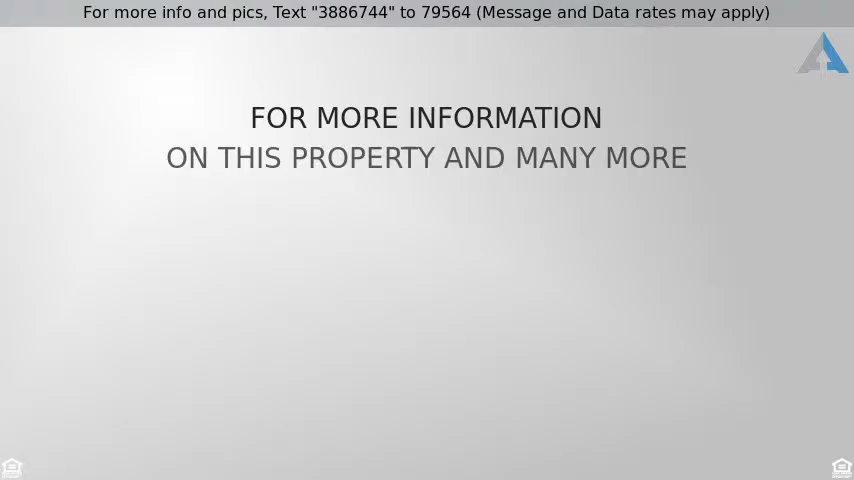 For more info and pics, Text "3886744" to 79564 (Message and Data rates may apply)
FOR MORE INFORMATION
ON THIS PROPERTY AND MANY MORE